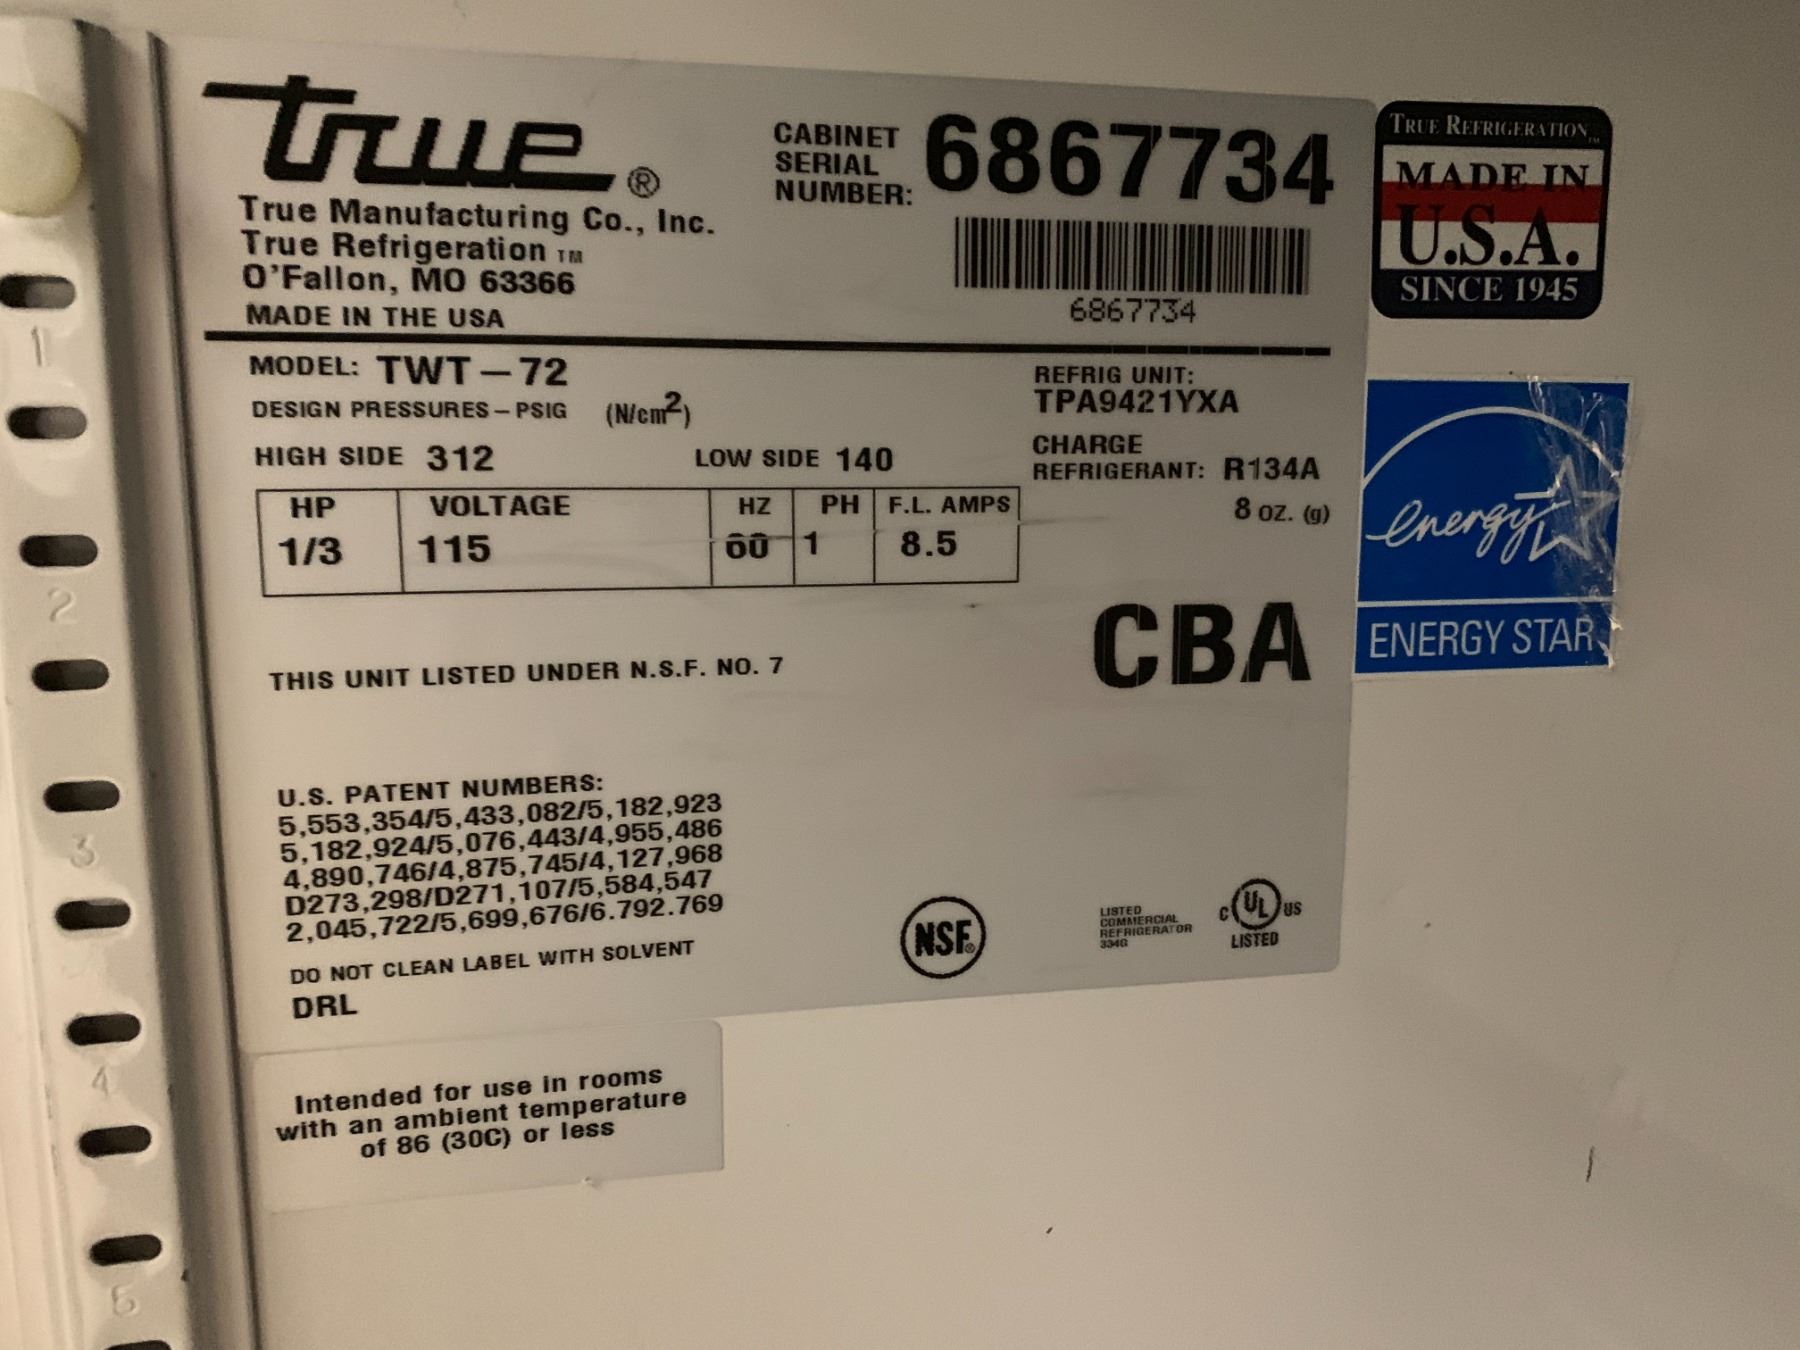 true®
True Manufacturing Co., Inc.
True Refrigeration TM
O'Fallon, MO 63366
MADE IN THE USA
CABINET
SERIAL
NUMBER: 6867734
6867734
TRUE REFRIGERATION™
MADE IN
U.S.A.
SINCE 1945
MODEL: TWT-72
DESIGN PRESSURES-PSIG (N/cm2)
HIGH SIDE 312 LOW SIDE 140
REFRIG UNIT:
TPA9421YXA
CHARGE
REFRIGERANT: R134A
8 OZ. (g)
HP VOLTAGE HZ PH F.L. AMPS
1/3 115 60 1 8.5
energy
ENERGY STAR
CBA
THIS UNIT LISTED UNDER N.S.F. NO. 7
U.S. PATENT NUMBERS:
5,553,354/5,433,082/5,182,923
5,182,924/5,076,443/4,955,486
4,890,746/4,875,745/4,127,968
D273,298/D271,107/5,584,547
2,045,722/5,699,676/6.792.769
DO NOT CLEAN LABEL WITH SOLVENT
DRL
NSF®
LISTED
COMMERCIAL
REFRIGERATOR
334G
C UL US
LISTED
Intended for use in rooms
with an ambient temperature
of 86 (30C) or less
1
2
3
4
5